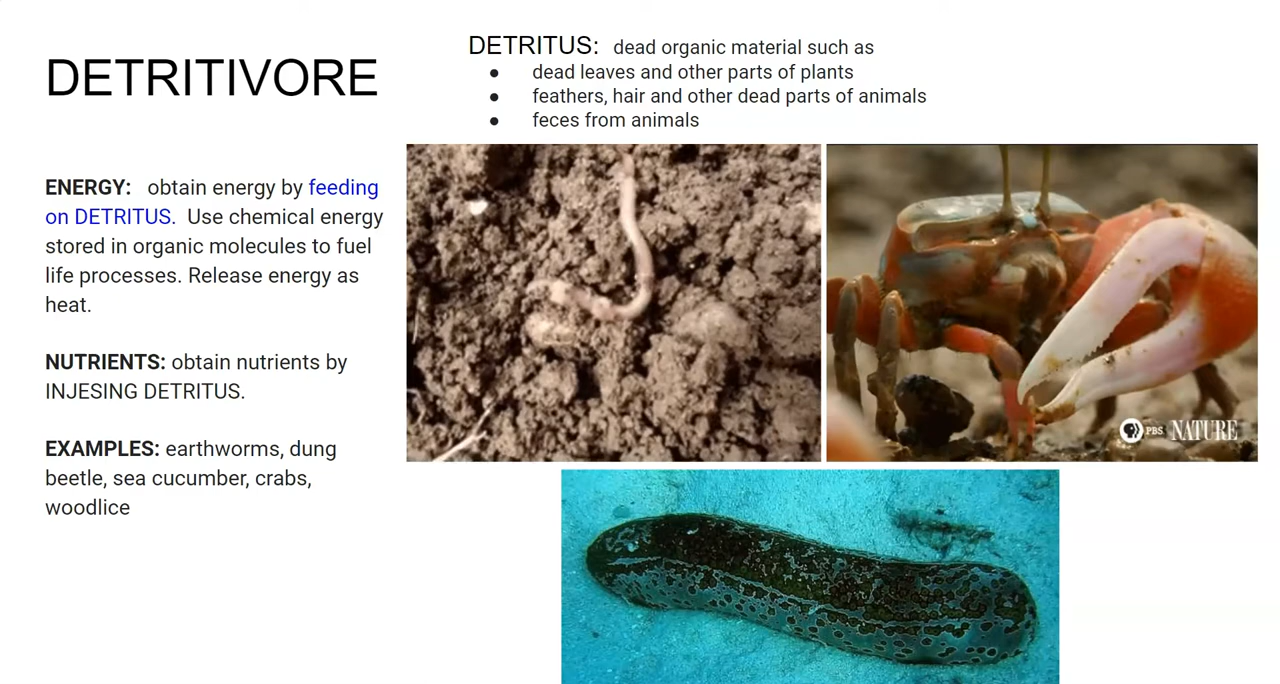 DETRITIVORE
DETRITUS: dead organic material such as
● dead leaves and other parts of plants
● feathers, hair and other dead parts of animals
● feces from animals
ENERGY: obtain energy by feeding
on DETRITUS. Use chemical energy
stored in organic molecules to fuel
life processes. Release energy as
heat.
NUTRIENTS: obtain nutrients by
INJESING DETRITUS.
EXAMPLES: earthworms, dung
beetle, sea cucumber, crabs,
woodlice
PBS NATURE